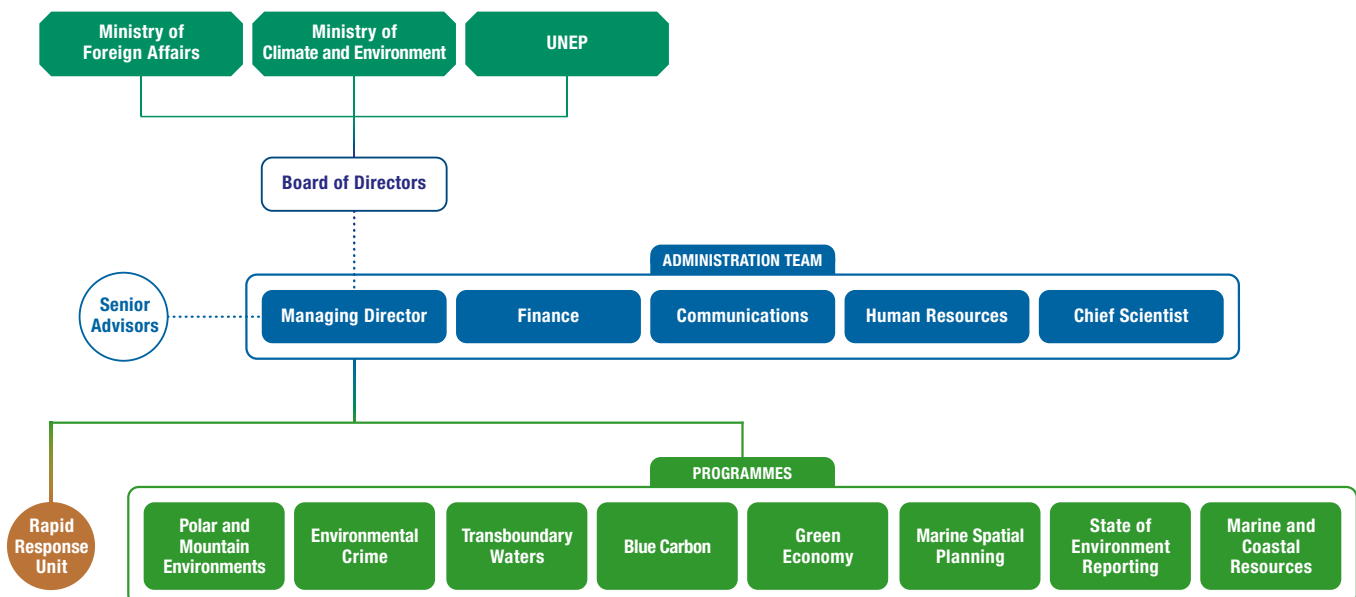 Ministry of
Foreign Affairs
Ministry of
Climate and Environment
UNEP
Board of Directors
ADMINISTRATION TEAM
Senior
Advisors
Managing Director
Finance
Communications
Human Resources
Chief Scientist
PROGRAMMES
Rapid
Response
Unit
Polar and
Mountain
Environments
Environmental
Crime
Transboundary
Waters
Blue Carbon
Green
Economy
Marine Spatial
Planning
State of
Environment
Reporting
Marine and
Coastal
Resources